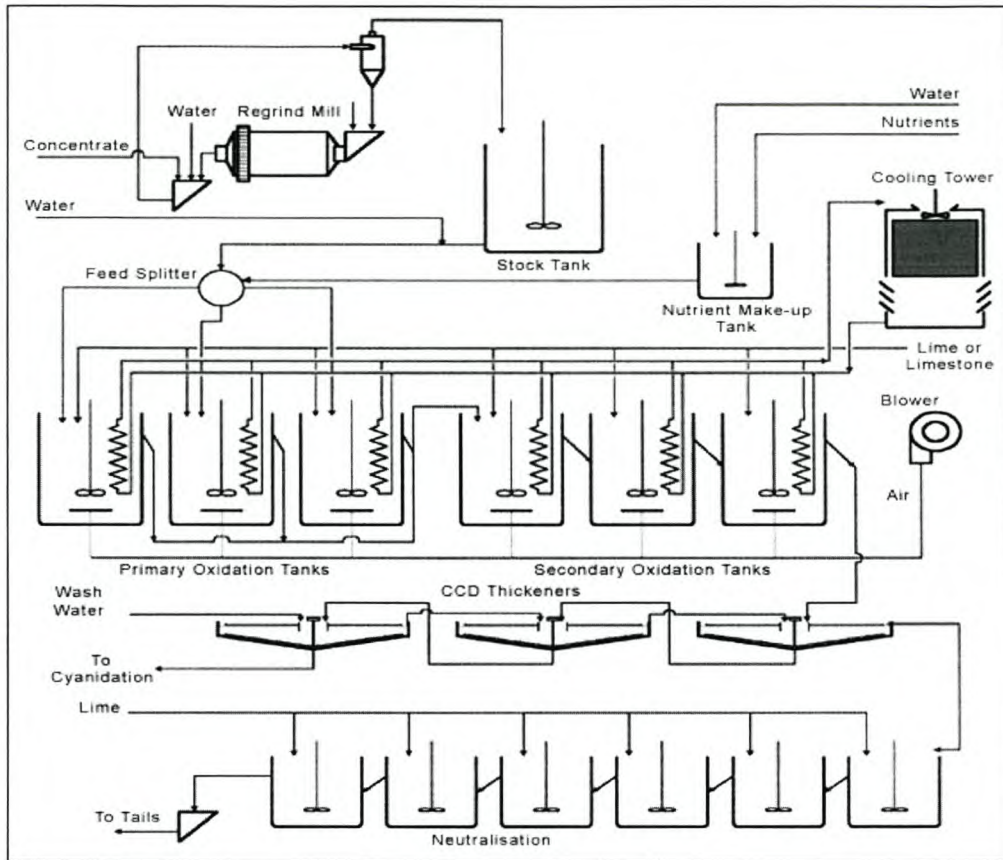 Water
Regrind Mill
Concentrate
Water
Water
Nutrients
Cooling Tower
Stock Tank
Feed Splitter
Nutrient Make-up
Tank
Lime or
Limestone
Blower
Air
Primary Oxidation Tanks
Secondary Oxidation Tanks
CCD Thickeners
Wash
Water
To
Cyanidation
Lime
To Tails
Neutralisation